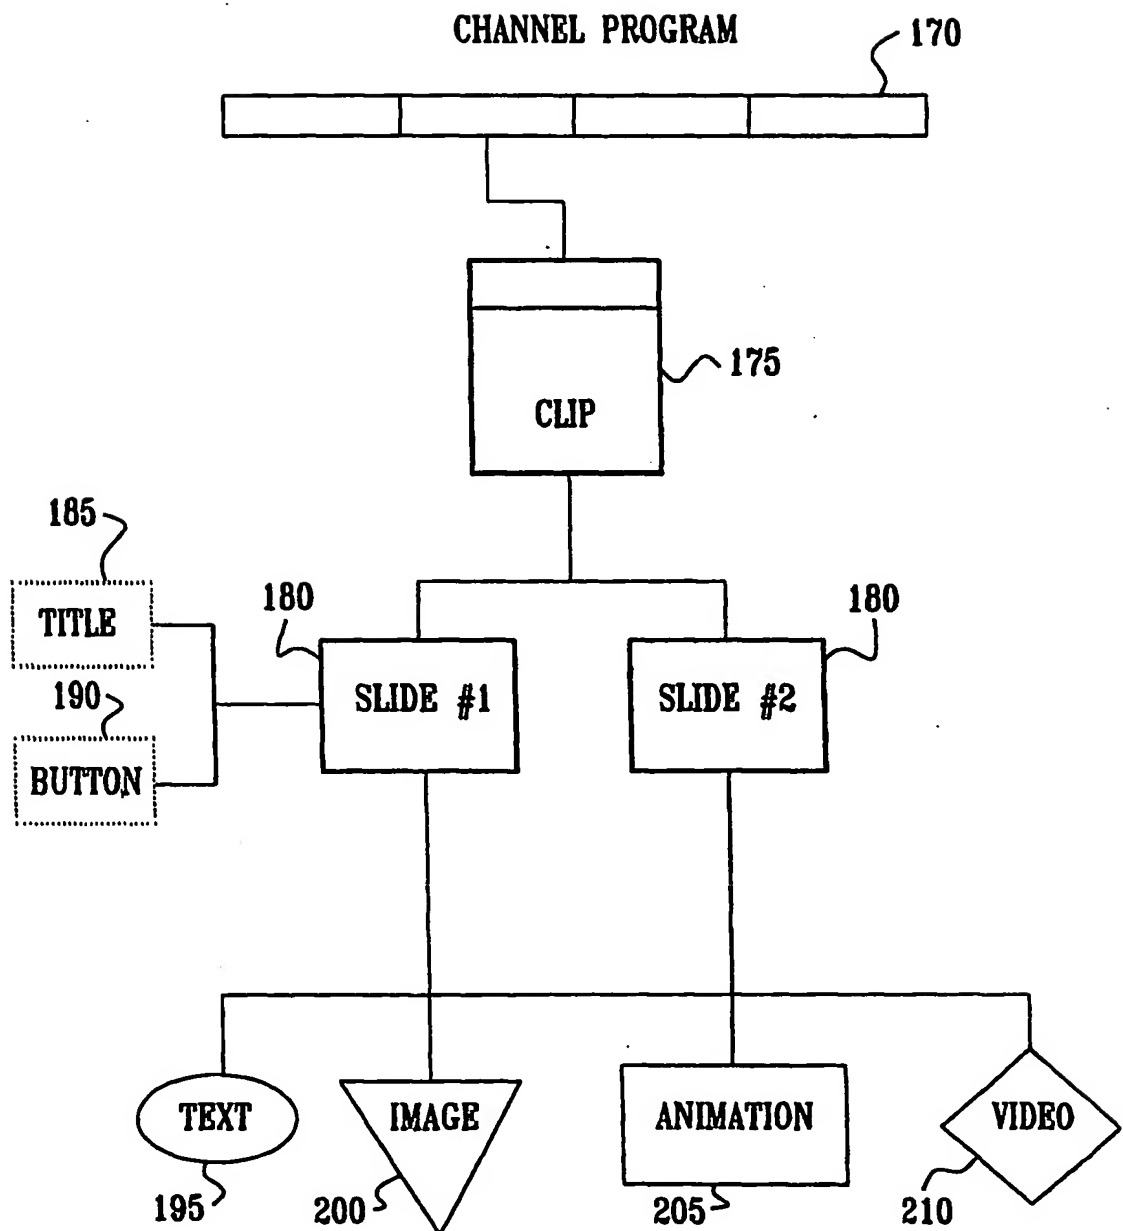 CHANNEL PROGRAM
170
175
CLIP
185
180
180
TITLE
190
SLIDE #1
SLIDE #2
BUTTON
TEXT
IMAGE
ANIMATION
VIDEO
195
200
205
210